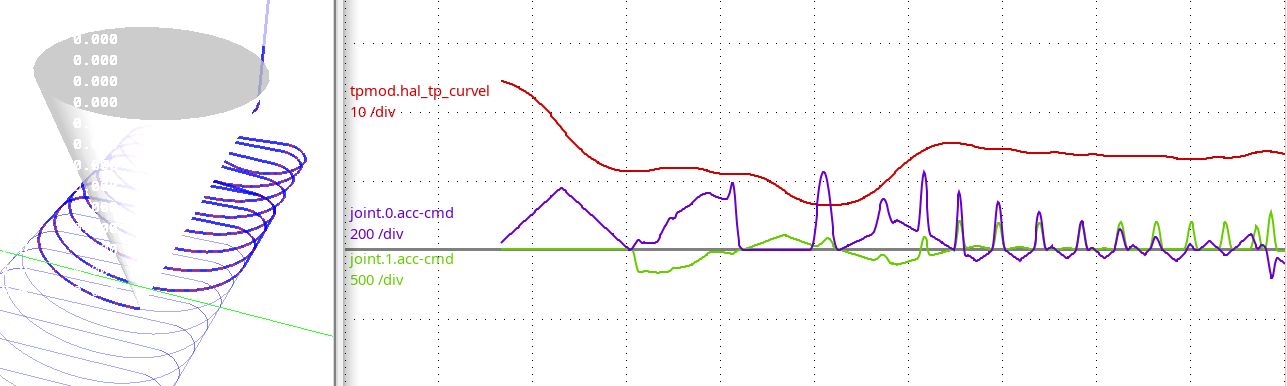 0.000
0.000
0.000
0.000
tpmod.hal_tp_curvel
10 /div
joint.0.acc-cmd
200 /div
joint.1.acc-cmd
500 /div